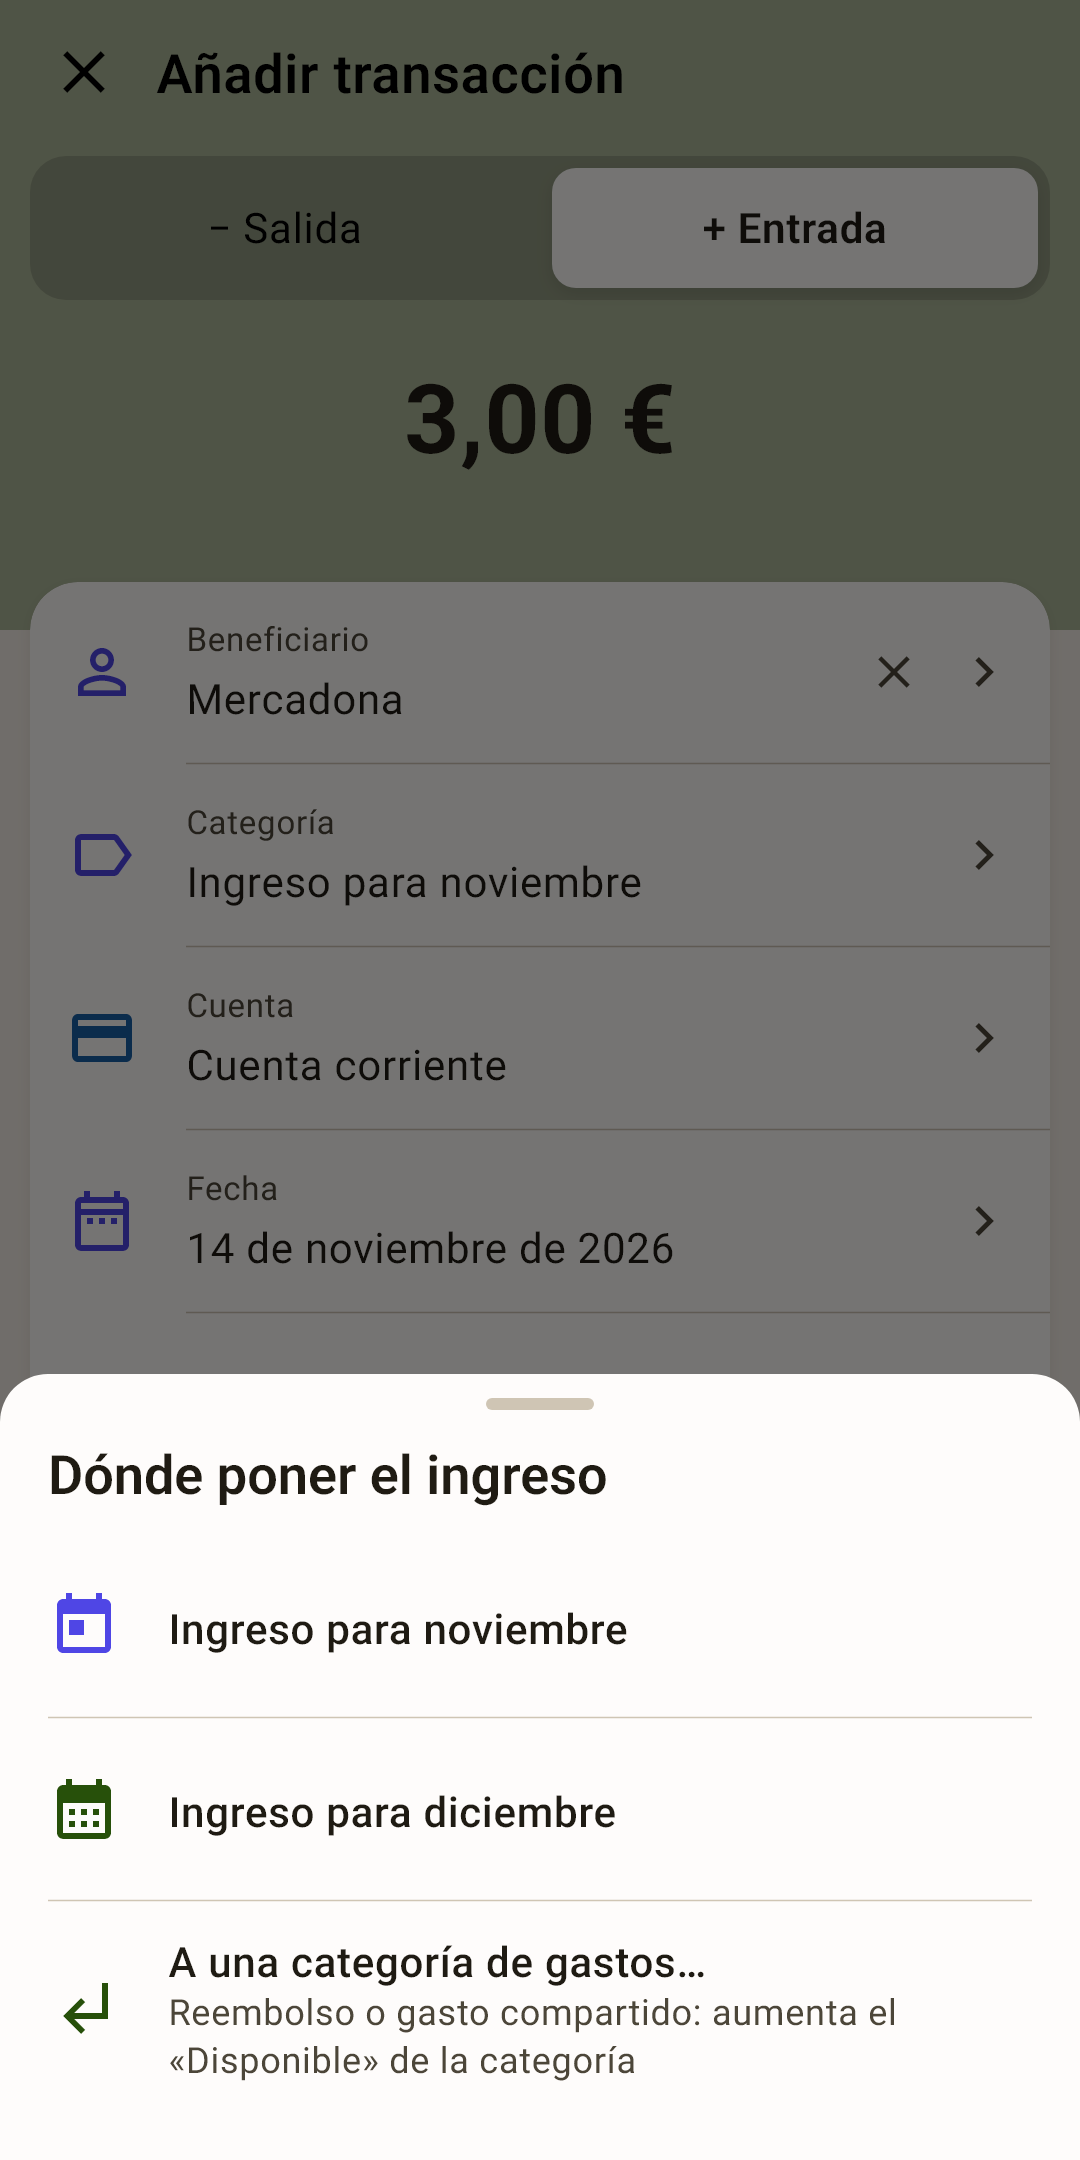 Añadir transacción
− Salida
+ Entrada
3,00 €
Beneficiario
Mercadona
Categoría
Ingreso para noviembre
Cuenta
Cuenta corriente
Fecha
14 de noviembre de 2026
Dónde poner el ingreso
Ingreso para noviembre
Ingreso para diciembre
A una categoría de gastos…
Reembolso o gasto compartido: aumenta el
«Disponible» de la categoría